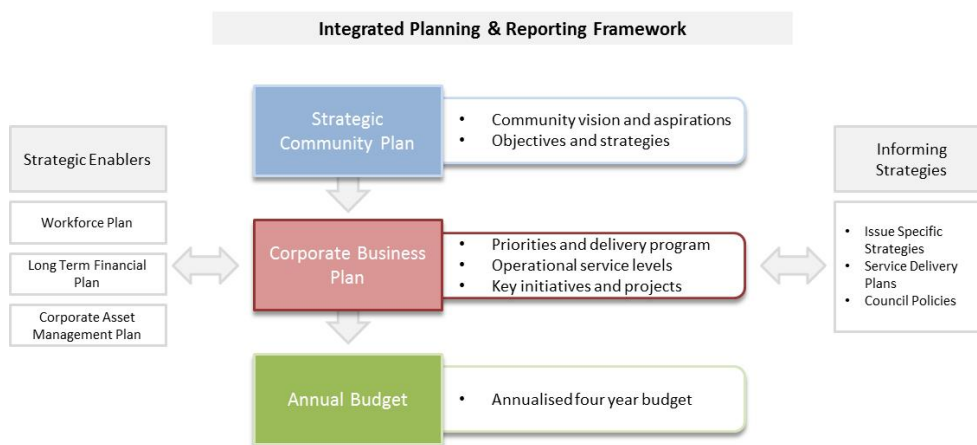 Integrated Planning & Reporting Framework
Strategic
Community Plan
• Community vision and aspirations
• Objectives and strategies
Strategic Enablers
Workforce Plan
Long Term Financial
Plan
Corporate Asset
Management Plan
Corporate Business
Plan
• Priorities and delivery program
• Operational service levels
• Key initiatives and projects
Informing
Strategies
• Issue Specific
Strategies
• Service Delivery
Plans
• Council Policies
Annual Budget
• Annualised four year budget